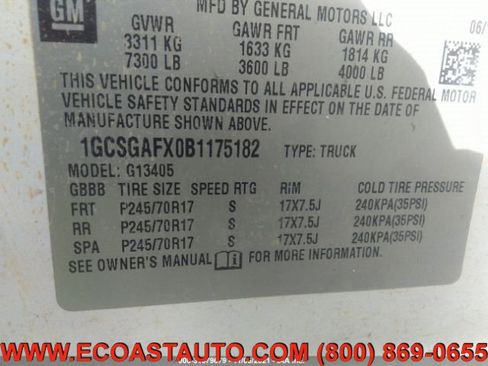 GM
MFD BY GENERAL MOTORS LLC
06/
GVWR GAWR FRT GAWR RR
3311 KG 1633 KG 1814 KG
7300 LB 3600 LB 4000 LB
THIS VEHICLE CONFORMS TO ALL APPLICABLE U.S. FEDERAL MOTOR
VEHICLE SAFETY STANDARDS IN EFFECT ON THE DATE OF
MANUFACTURE SHOWN ABOVE.
1GCSGAFX0B1175182 TYPE: TRUCK
MODEL: G13405
GBBB TIRE SIZE SPEED RTG RIM COLD TIRE PRESSURE
FRT P245/70R17 S 17X7.5J 240KPA(35PSI)
RR P245/70R17 S 17X7.5J 240KPA(35PSI)
SPA P245/70R17 S 17X7.5J 240KPA(35PSI)
SEE OWNER'S MANUAL FOR MORE INFORMATION
WWW.ECOASTAUTO.COM (800) 869-0655